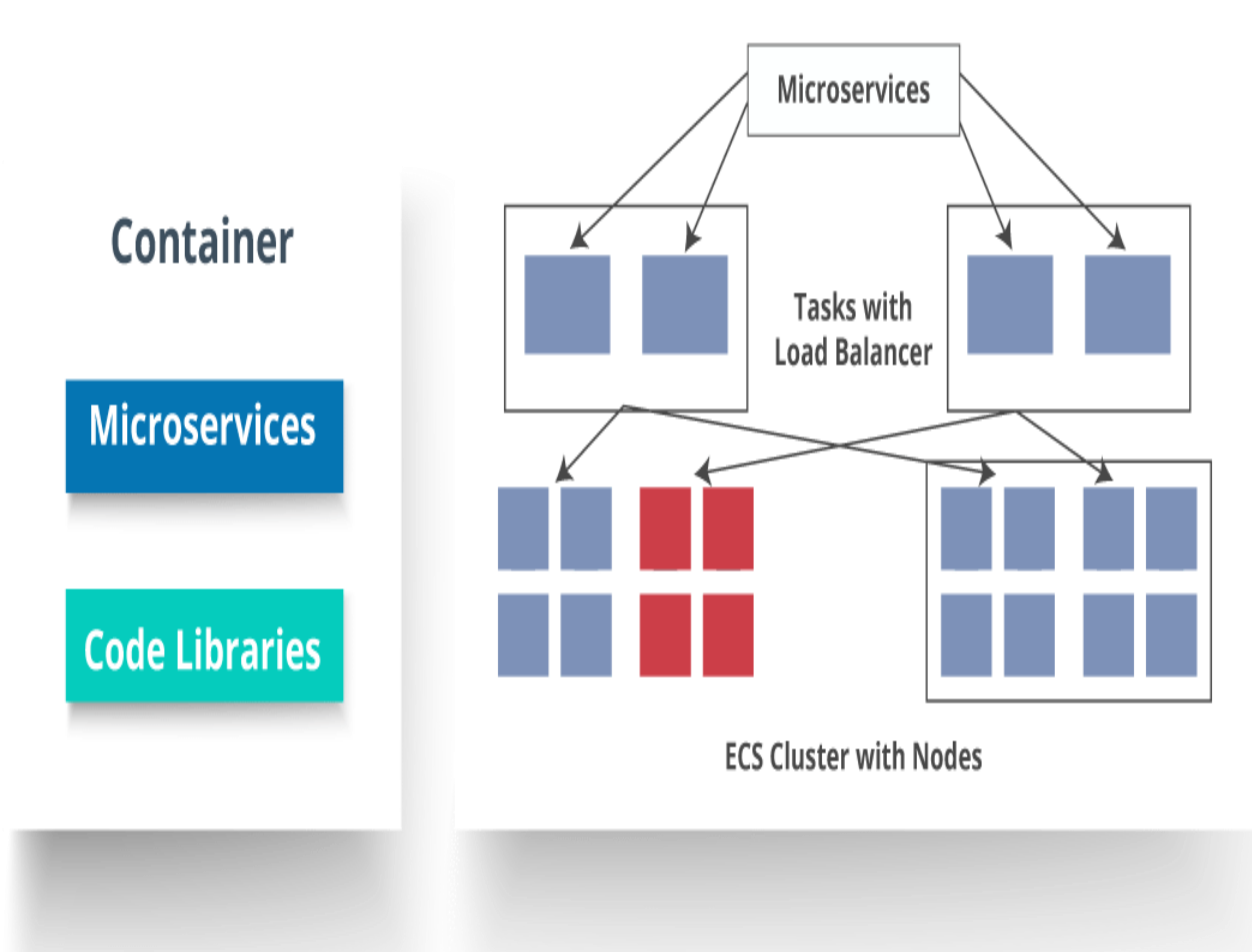 Container
Microservices
Code Libraries
Microservices
Tasks with
Load Balancer
ECS Cluster with Nodes